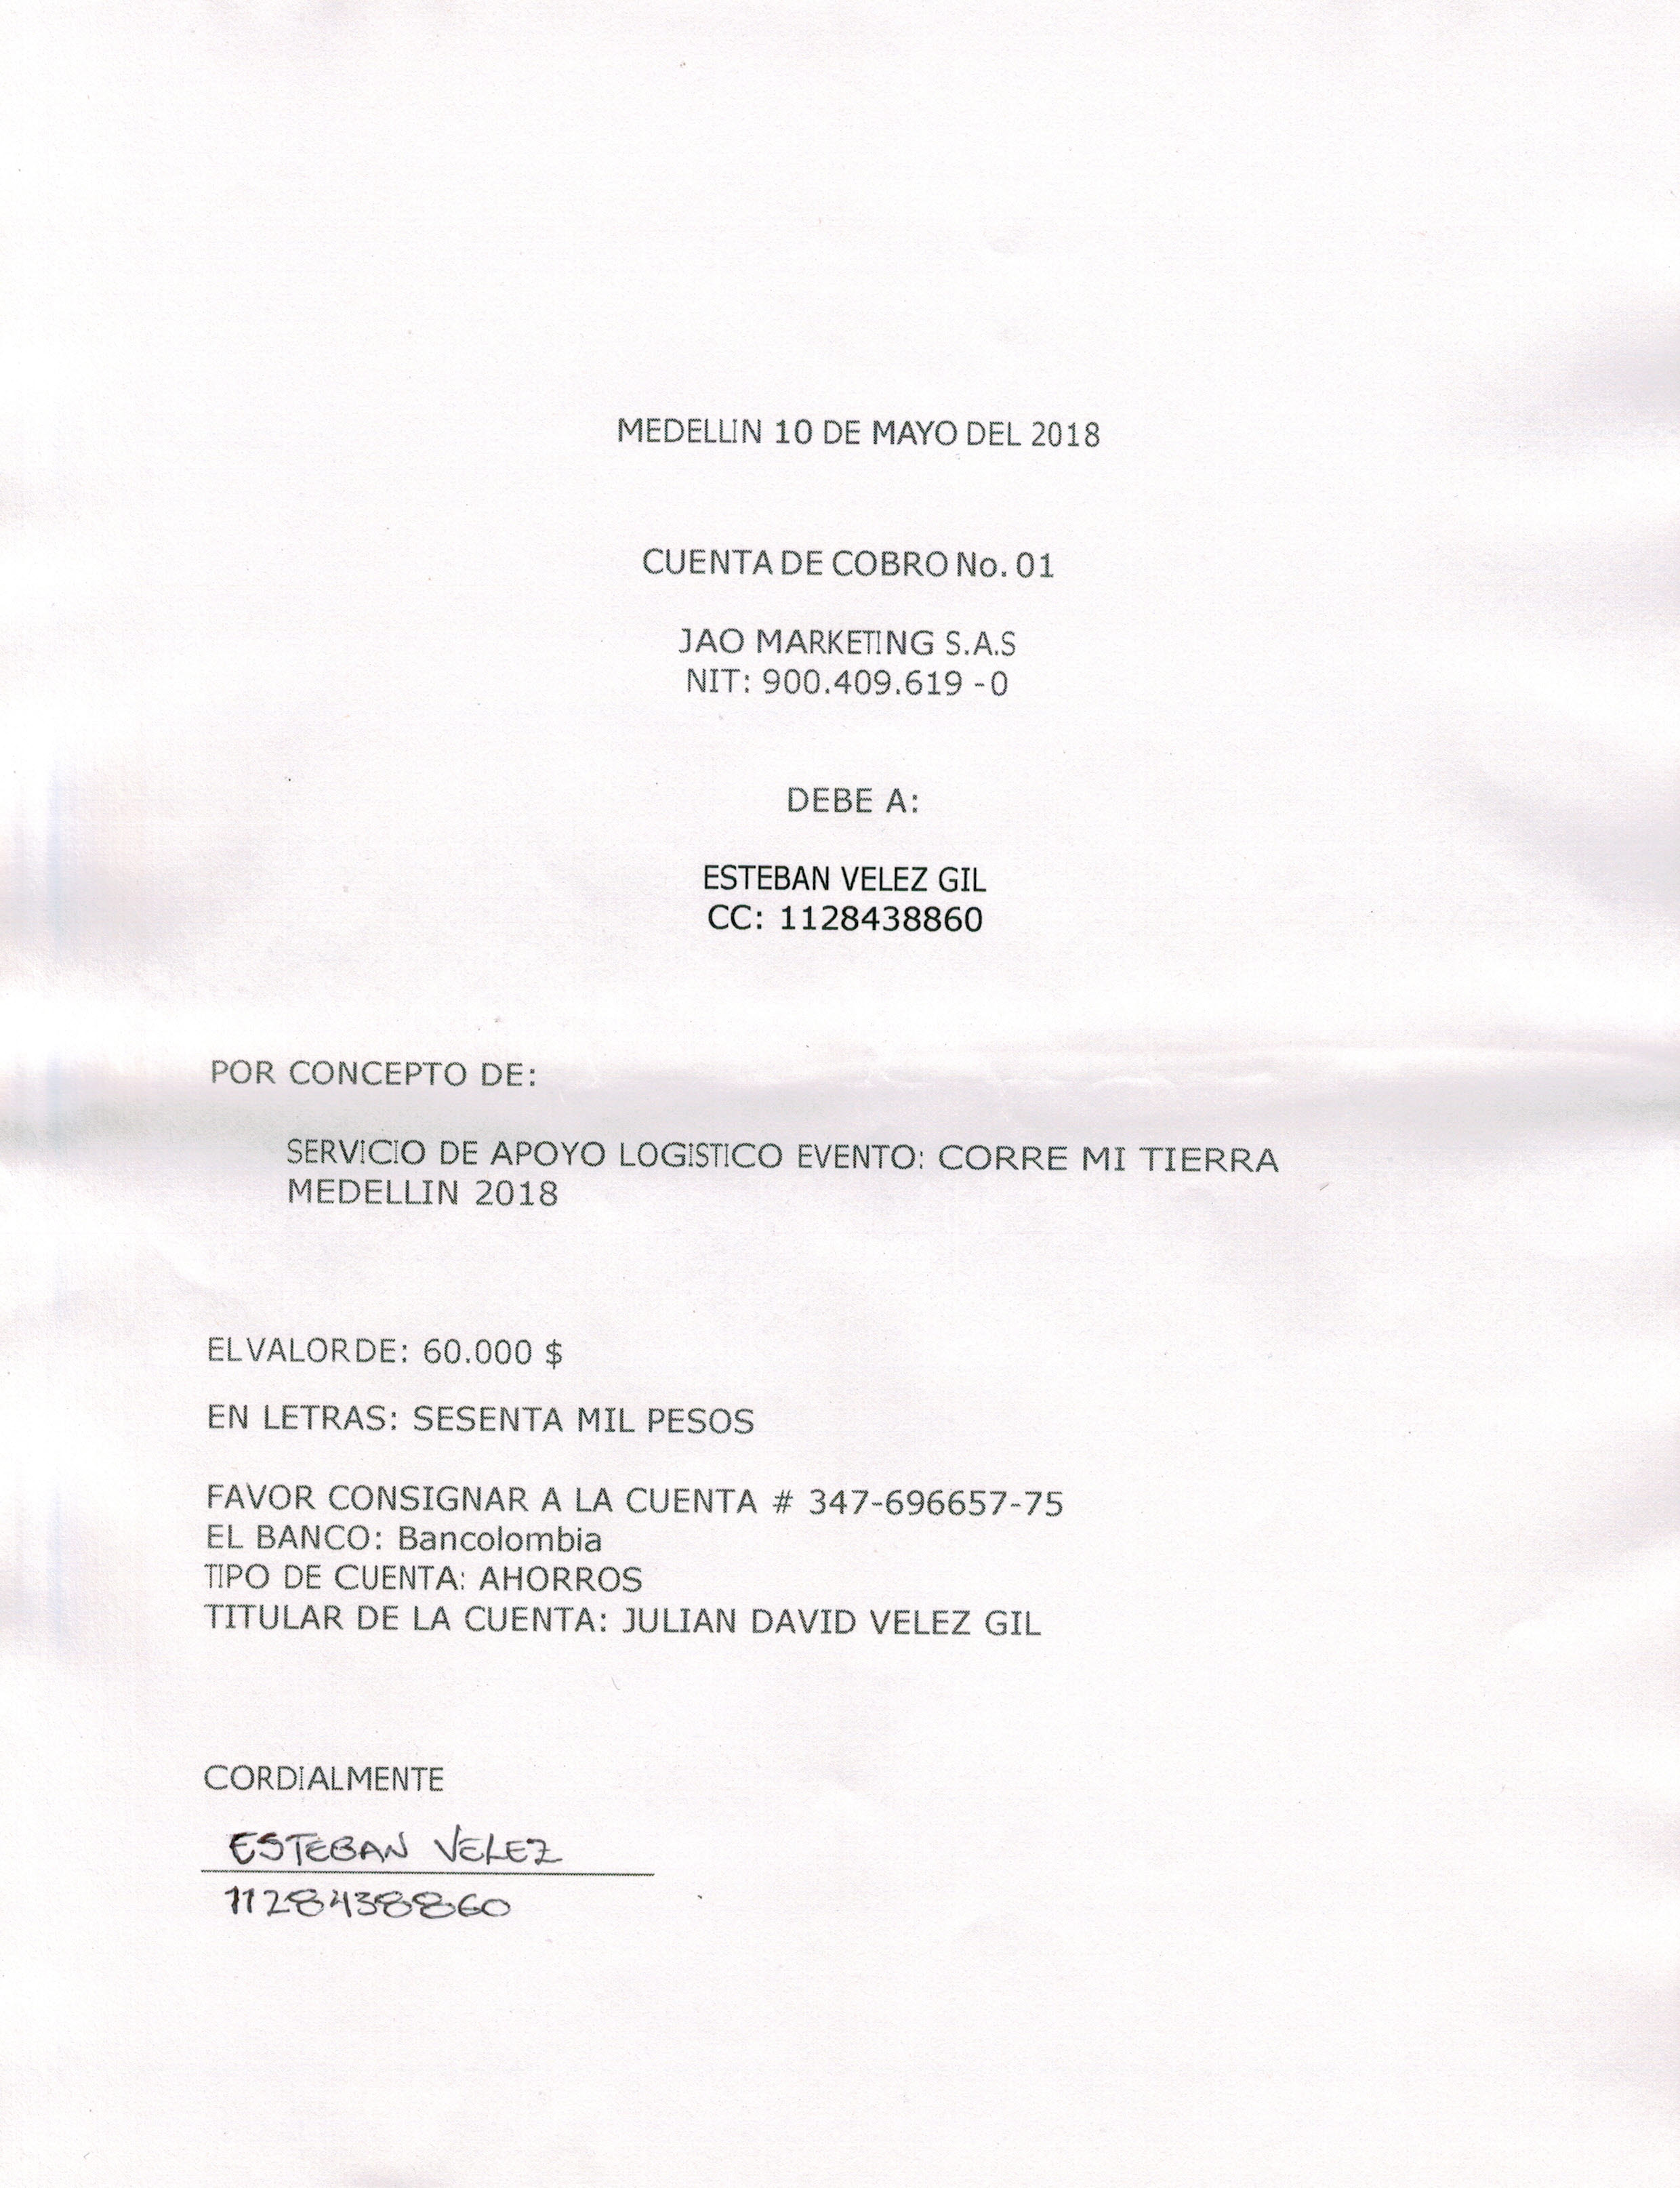 MEDELLIN 10 DE MAYO DEL 2018
CUENTA DE COBRO No. 01
JAO MARKETING S.A.S
NIT: 900.409.619 -0
DEBE A:
ESTEBAN VELEZ GIL
CC: 1128438860
POR CONCEPTO DE:
SERVICIO DE APOYO LOGISTICO EVENTO: CORRE MI TIERRA
MEDELLIN 2018
EL VALOR DE: 60.000 $
EN LETRAS: SESENTA MIL PESOS
FAVOR CONSIGNAR A LA CUENTA # 347-696657-75
EL BANCO: Bancolombia
TIPO DE CUENTA: AHORROS
TITULAR DE LA CUENTA: JULIAN DAVID VELEZ GIL
CORDIALMENTE
ESTEBAN VELEZ
1128438860